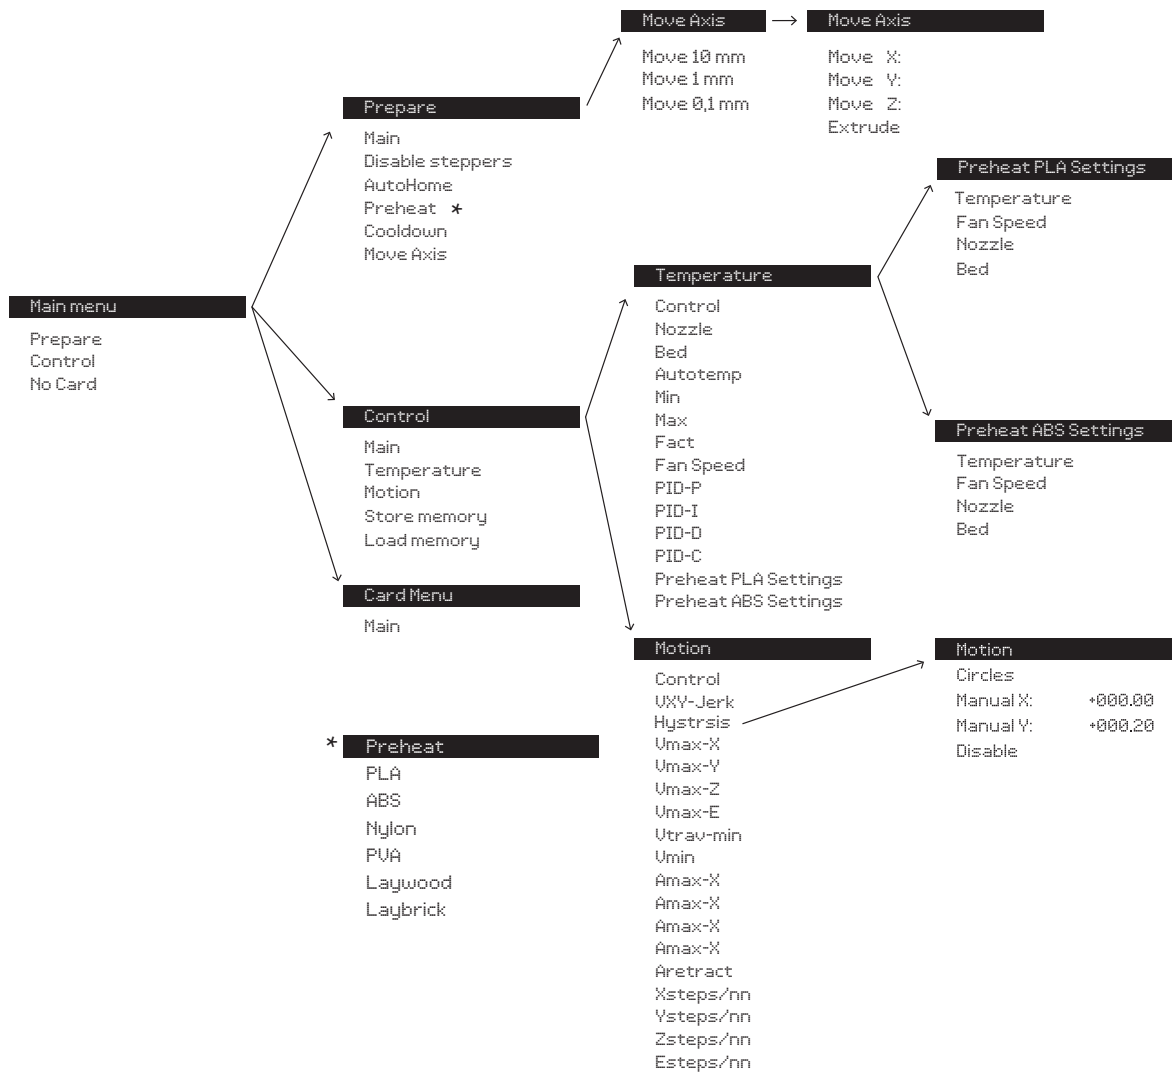 Move Axis
Move 10 mm
Move 1 mm
Move 0,1 mm
Move Axis
Move X:
Move Y:
Move Z:
Extrude
Prepare
Main
Disable steppers
AutoHome
Preheat *
Cooldown
Move Axis
Preheat PLA Settings
Temperature
Fan Speed
Nozzle
Bed
Main menu
Prepare
Control
No Card
Temperature
Control
Nozzle
Bed
Autotemp
Min
Max
Fact
Fan Speed
PID-P
PID-I
PID-D
PID-C
Preheat PLA Settings
Preheat ABS Settings
Control
Main
Temperature
Motion
Store memory
Load memory
Preheat ABS Settings
Temperature
Fan Speed
Nozzle
Bed
Card Menu
Main
Motion
Control
VXY-Jerk
Hystrsis
Vmax-X
Vmax-Y
Vmax-Z
Vmax-E
Vtrav-min
Vmin
Amax-X
Amax-X
Amax-X
Amax-X
Aretract
Xsteps/nn
Ysteps/nn
Zsteps/nn
Esteps/nn
Motion
Circles
Manual X: +000.00
Manual Y: +000.20
Disable
* Preheat
PLA
ABS
Nylon
PVA
Laywood
Laybrick